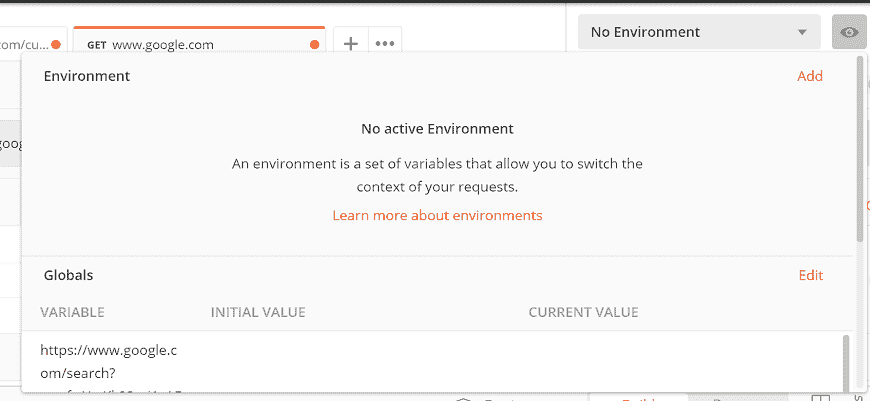 om/cu...
GET www.google.com
No Environment
Environment
Add
No active Environment
An environment is a set of variables that allow you to switch the
context of your requests.
Learn more about environments
goog
Globals
Edit
VARIABLE INITIAL VALUE CURRENT VALUE
https://www.google.c
om/search?